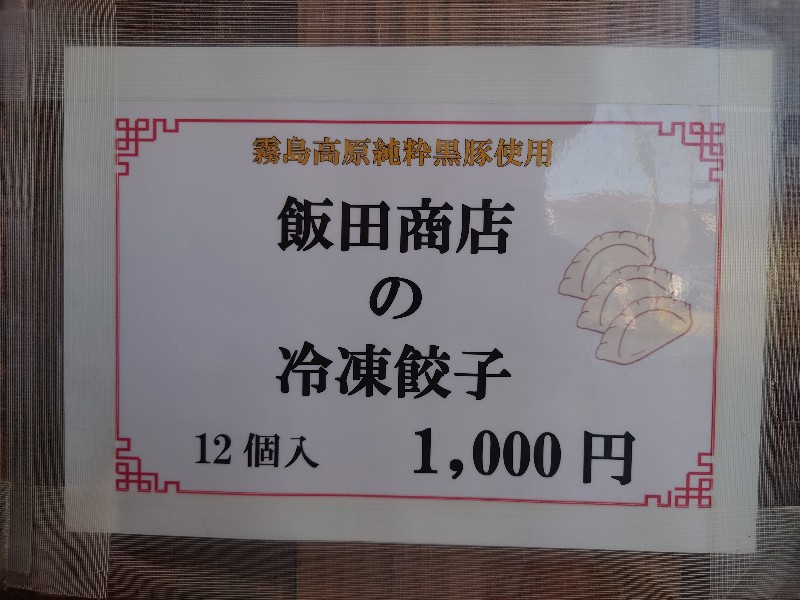 霧島高原純粋黒豚使用
飯田商店
の
冷凍餃子
12個入 1,000円